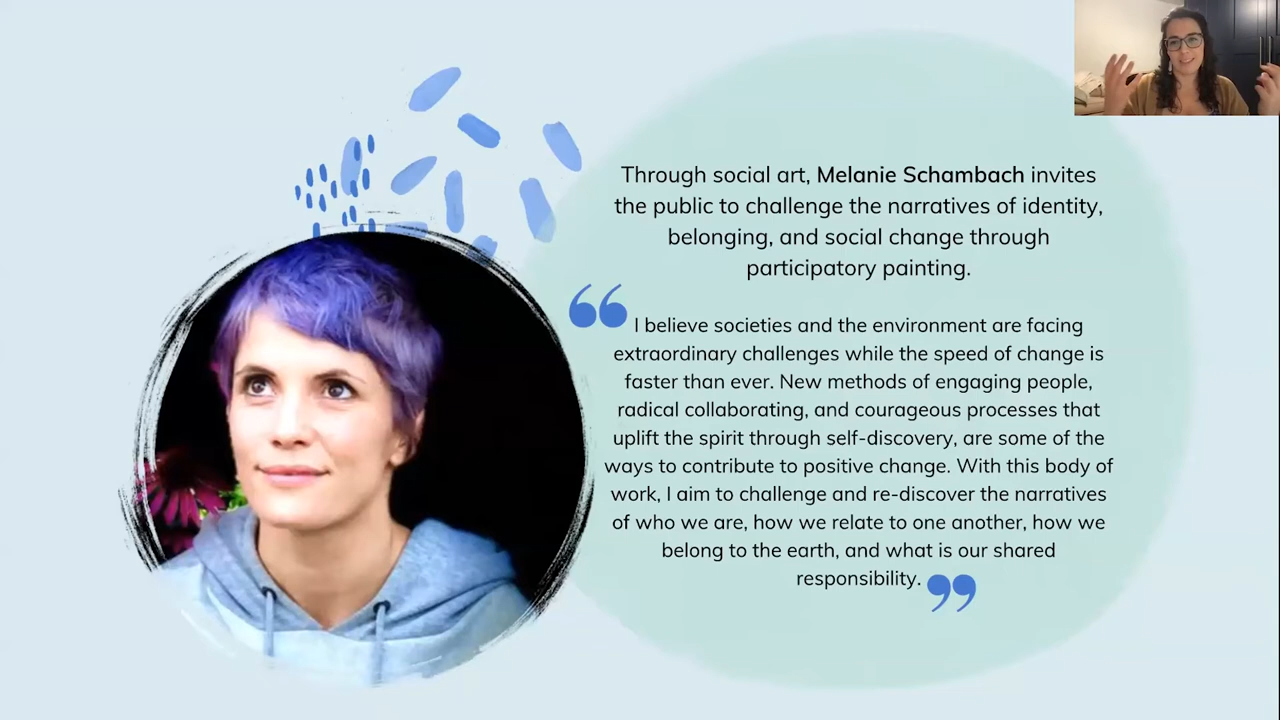 Through social art, Melanie Schambach invites
the public to challenge the narratives of identity,
belonging, and social change through
participatory painting.
“ I believe societies and the environment are facing
extraordinary challenges while the speed of change is
faster than ever. New methods of engaging people,
radical collaborating, and courageous processes that
uplift the spirit through self-discovery, are some of the
ways to contribute to positive change. With this body of
work, I aim to challenge and re-discover the narratives
of who we are, how we relate to one another, how we
belong to the earth, and what is our shared
responsibility. ”